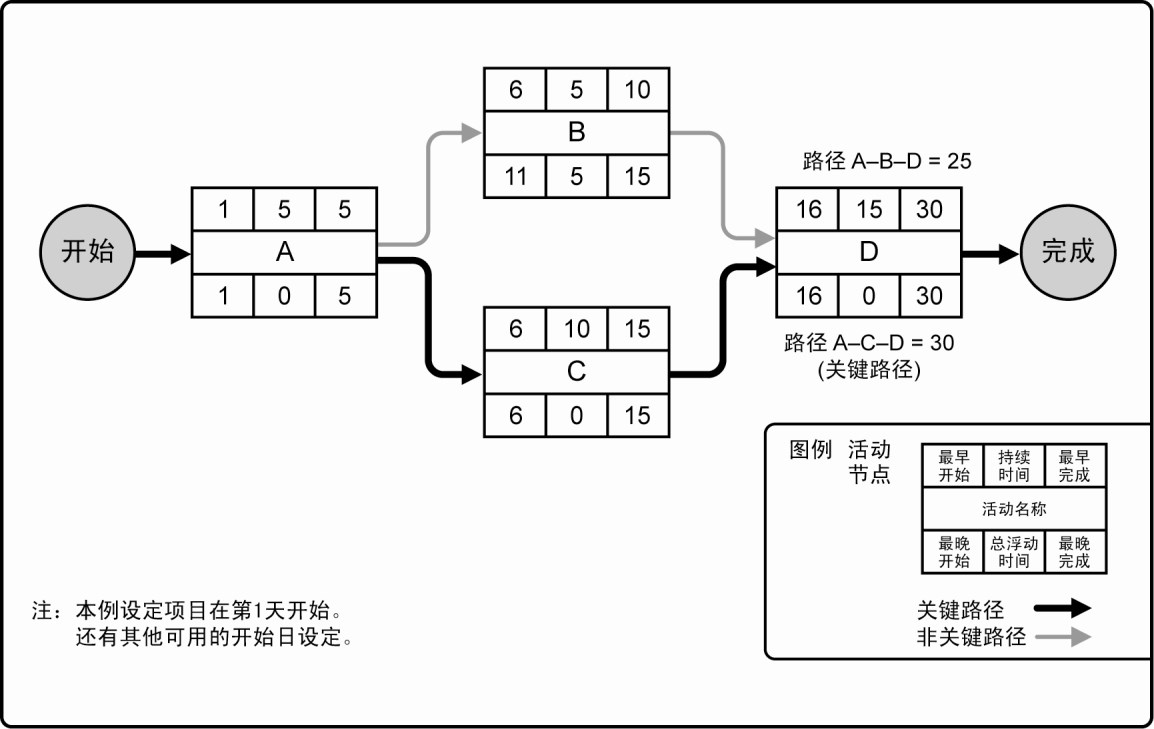 6 5 10
B
11 5 15
路径 A–B–D = 25
开始
1 5 5
A
1 0 5
16 15 30
D
16 0 30
完成
6 10 15
C
6 0 15
路径 A–C–D = 30
(关键路径)
图例 活动
节点
最早
开始
持续
时间
最早
完成
活动名称
最晚
开始
总浮动
时间
最晚
完成
关键路径
非关键路径
注：本例设定项目在第1天开始。
还有其他可用的开始日设定。